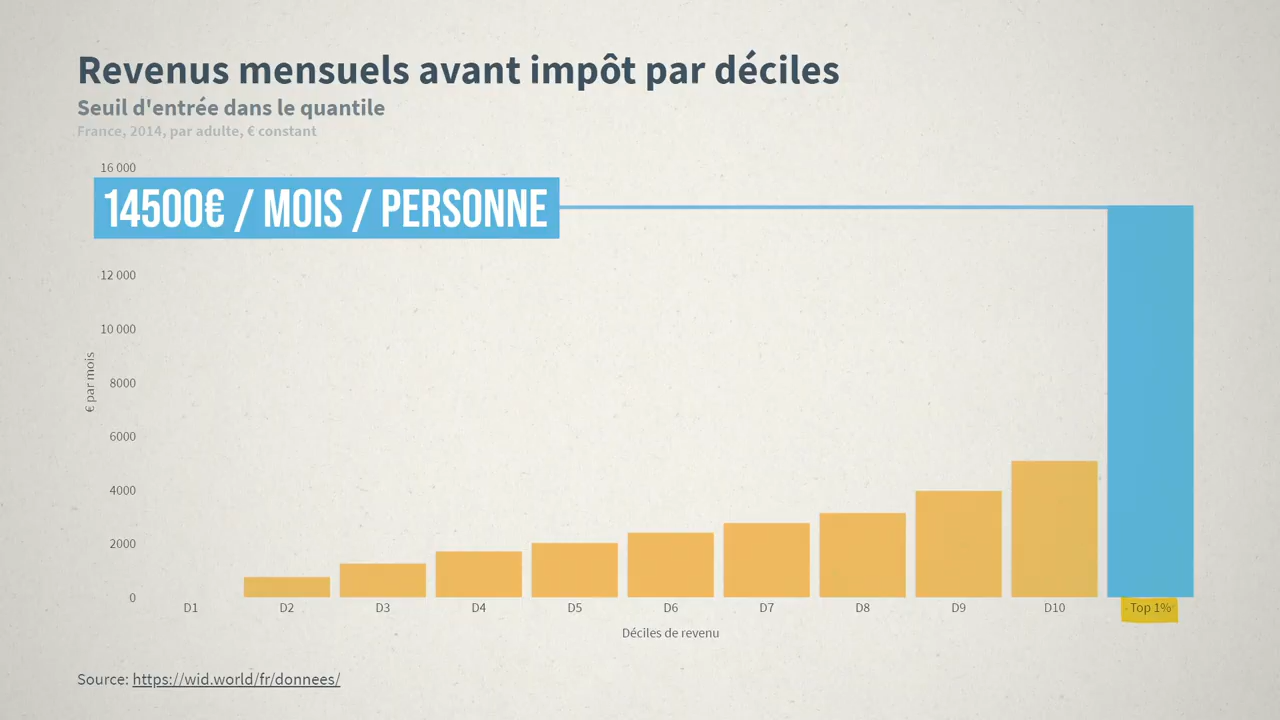 Revenus mensuels avant impôt par déciles
Seuil d'entrée dans le quantile
France, 2014, par adulte, € constant
16 000
14500€ / MOIS / PERSONNE
12 000
10 000
8000
6000
4000
2000
0
€ par mois
D1 D2 D3 D4 D5 D6 D7 D8 D9 D10 Top 1%
Déciles de revenu
Source: https://wid.world/fr/donnees/